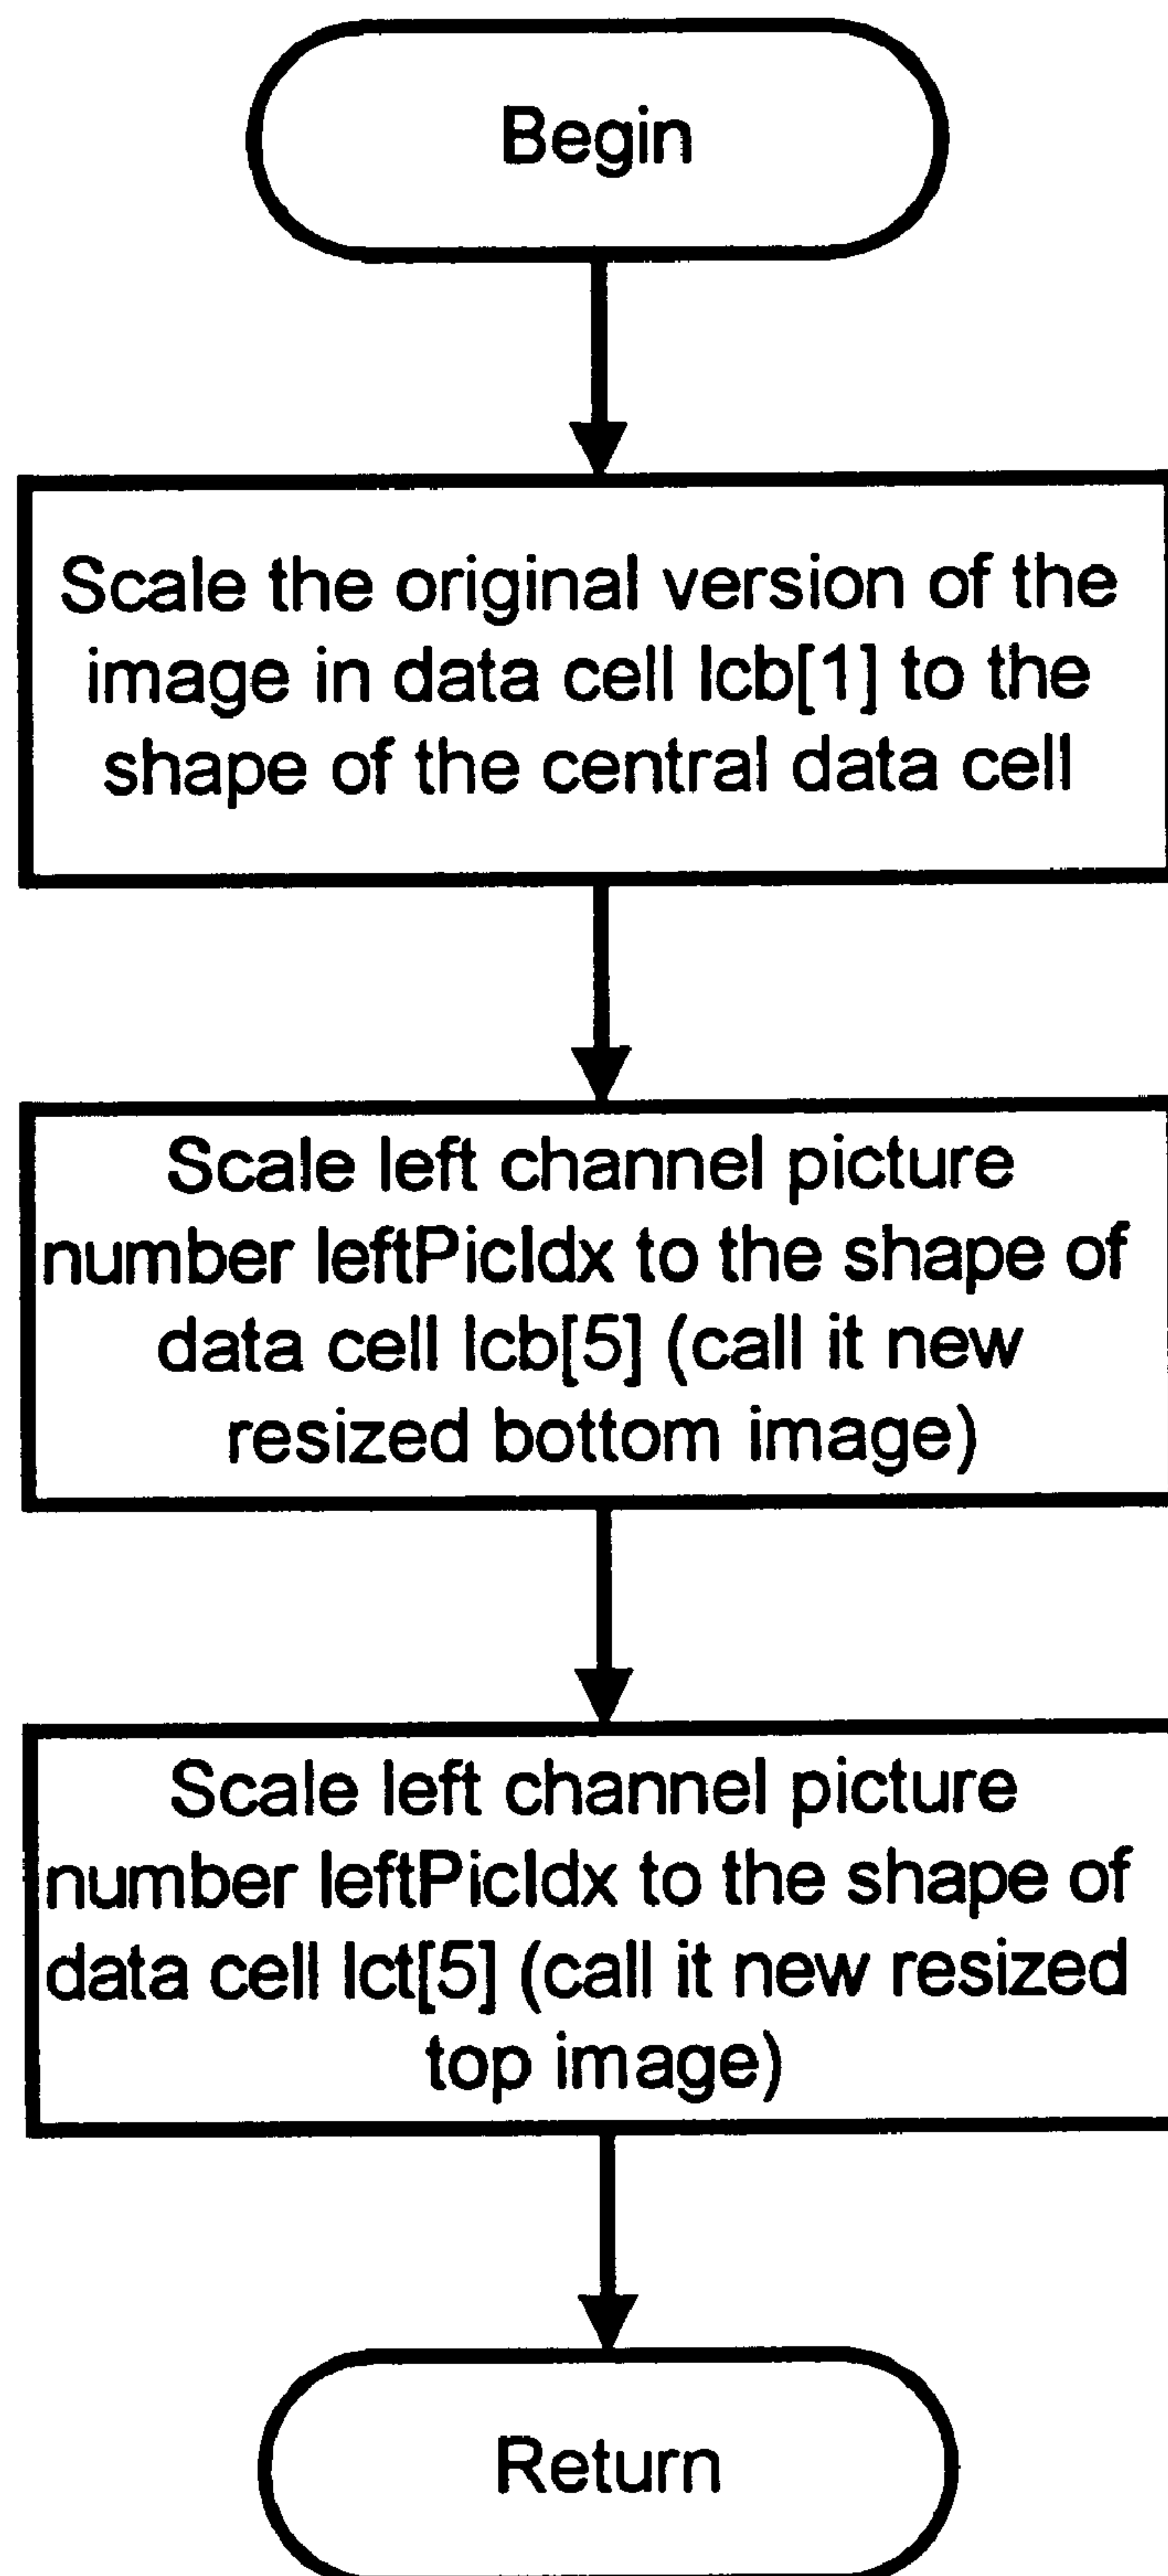 Begin
Scale the original version of the
image in data cell lcb[1] to the
shape of the central data cell
Scale left channel picture
number leftPicIdx to the shape of
data cell lcb[5] (call it new
resized bottom image)
Scale left channel picture
number leftPicIdx to the shape of
data cell lct[5] (call it new resized
top image)
Return